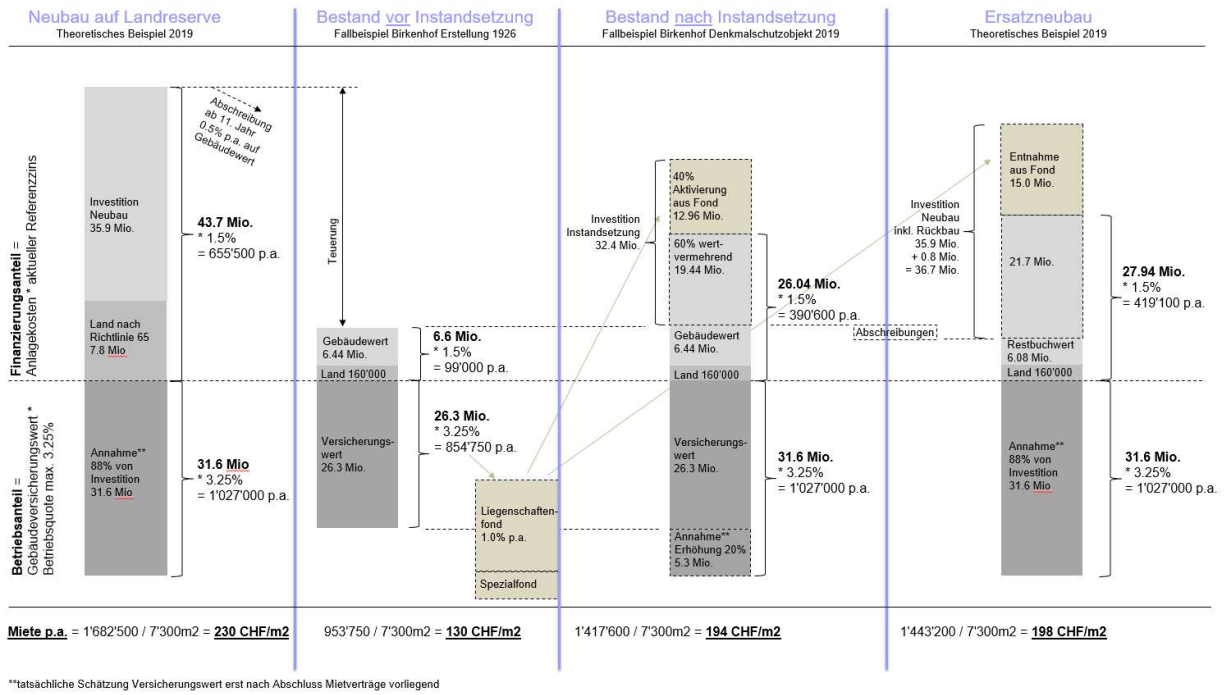 Neubau auf Landreserve
Theoretisches Beispiel 2019
Bestand vor Instandsetzung
Fallbeispiel Birkenhof Erstellung 1926
Bestand nach Instandsetzung
Fallbeispiel Birkenhof Denkmalschutzobjekt 2019
Ersatzneubau
Theoretisches Beispiel 2019
Finanzierungsanteil =
Anlagekosten * aktueller Referenzzins
Betriebsanteil =
Gebäudeversicherungswert *
Betriebsquote max. 3.25%
Abschreibung
ab 11. Jahr
0.5% p.a. auf
Gebäudewert
Investition
Neubau
35.9 Mio.
43.7 Mio.
* 1.5%
= 655'500 p.a.
Land nach
Richtlinie 65
7.8 Mio
Annahme**
88% von
Investition
31.6 Mio
31.6 Mio
* 3.25%
= 1'027'000 p.a.
Teuerung
Gebäudewert
6.44 Mio.
Land 160'000
6.6 Mio.
* 1.5%
= 99'000 p.a.
Versicherungs-
wert
26.3 Mio.
26.3 Mio.
* 3.25%
= 854'750 p.a.
Liegenschaften-
fond
1.0% p.a.
Spezialfond
Investition
Instandsetzung
32.4 Mio.
40%
Aktivierung
aus Fond
12.96 Mio.
60% wert-
vermehrend
19.44 Mio.
26.04 Mio.
* 1.5%
= 390'600 p.a.
Gebäudewert
6.44 Mio.
Land 160'000
Versicherungs-
wert
26.3 Mio.
31.6 Mio.
* 3.25%
= 1'027'000 p.a.
Annahme**
Erhöhung 20%
5.3 Mio.
Abschreibungen
Investition
Neubau
inkl. Rückbau
35.9 Mio.
+ 0.8 Mio.
= 36.7 Mio.
Entnahme
aus Fond
15.0 Mio.
21.7 Mio.
27.94 Mio.
* 1.5%
= 419'100 p.a.
Restbuchwert
6.08 Mio.
Land 160'000
Annahme**
88% von
Investition
31.6 Mio
31.6 Mio.
* 3.25%
= 1'027'000 p.a.
Miete p.a. = 1'682'500 / 7'300m2 = 230 CHF/m2
953'750 / 7'300m2 = 130 CHF/m2
1'417'600 / 7'300m2 = 194 CHF/m2
1'443'200 / 7'300m2 = 198 CHF/m2
**tatsächliche Schätzung Versicherungswert erst nach Abschluss Mietverträge vorliegend